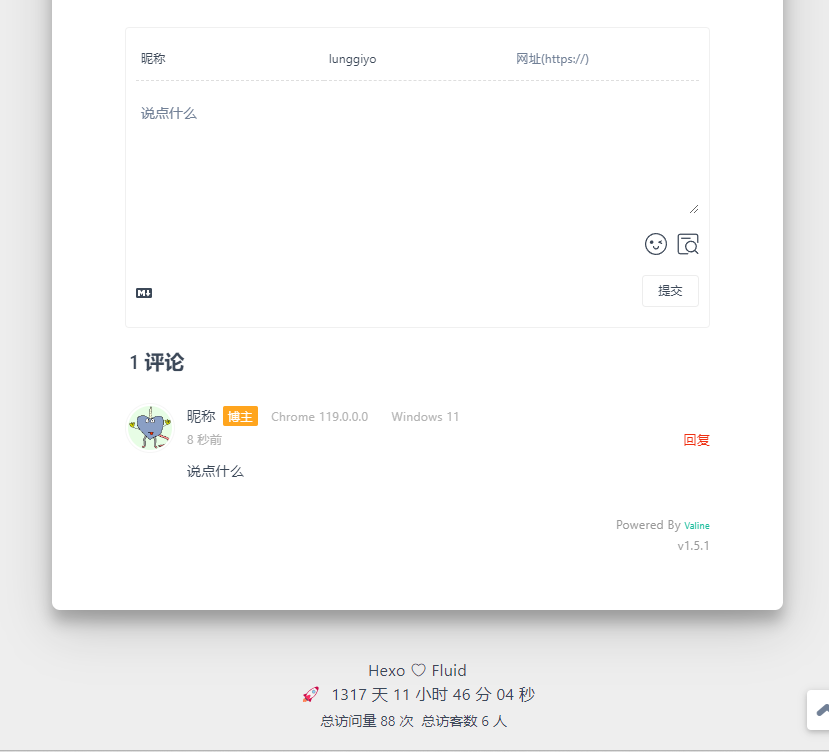 昵称 lunggiyo 网址(https://)
说点什么
M↓
提交
1 评论
昵称 博主 Chrome 119.0.0.0 Windows 11
8 秒前 回复
说点什么
Powered By Valine
v1.5.1
Hexo ♡ Fluid
🚀 1317 天 11 小时 46 分 04 秒
总访问量 88 次 总访客数 6 人